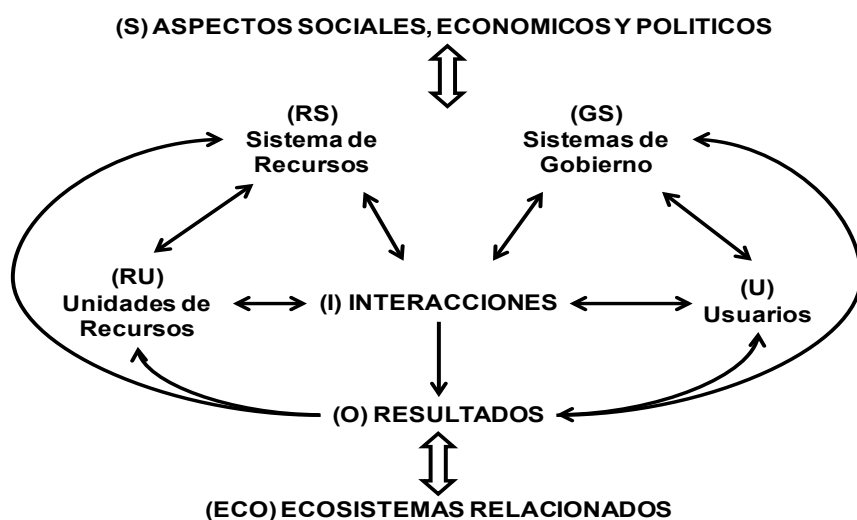 (S) ASPECTOS SOCIALES, ECONOMICOS Y POLITICOS
(RS)
Sistema de
Recursos
(GS)
Sistemas de
Gobierno
(RU)
Unidades de
Recursos
(I) INTERACCIONES
(U)
Usuarios
(O) RESULTADOS
(ECO) ECOSISTEMAS RELACIONADOS